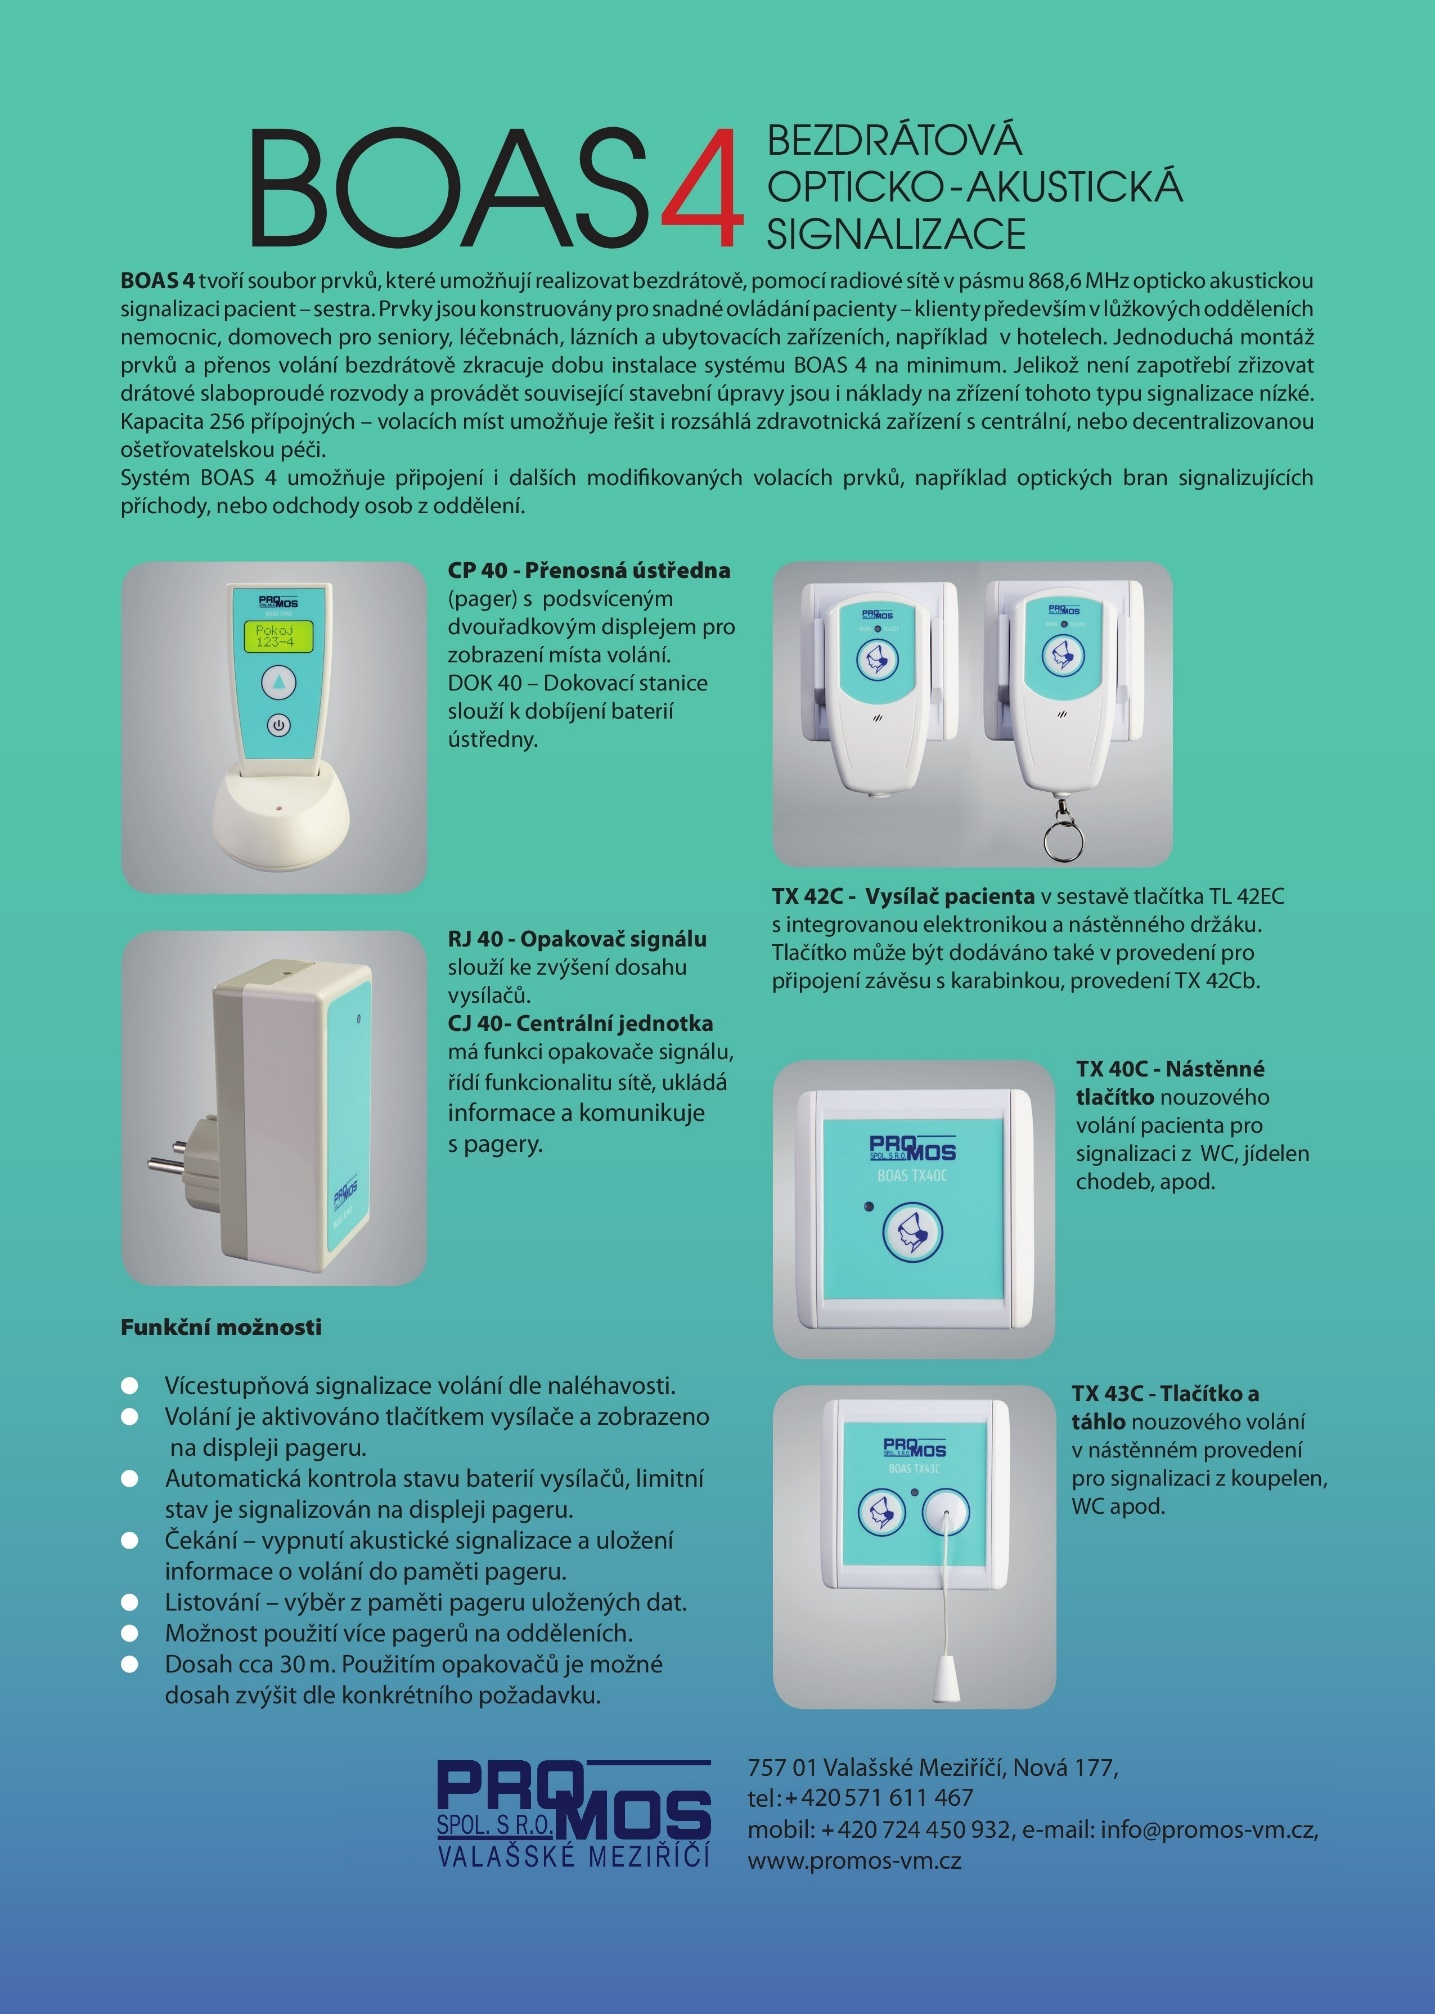 BOAS4
BEZDRÁTOVÁ
OPTICKO-AKUSTICKÁ
SIGNALIZACE
BOAS 4 tvoří soubor prvků, které umožňují realizovat bezdrátově, pomocí radiové sítě v pásmu 868,6 MHz opticko akustickou
signalizaci pacient – sestra. Prvky jsou konstruovány pro snadné ovládání pacienty – klienty především v lůžkových odděleních
nemocnic, domovech pro seniory, léčebnách, lázních a ubytovacích zařízeních, například v hotelech. Jednoduchá montáž
prvků a přenos volání bezdrátově zkracuje dobu instalace systému BOAS 4 na minimum. Jelikož není zapotřebí zřizovat
drátové slaboproudé rozvody a provádět související stavební úpravy jsou i náklady na zřízení tohoto typu signalizace nízké.
Kapacita 256 přípojných – volacích míst umožňuje řešit i rozsáhlá zdravotnická zařízení s centrální, nebo decentralizovanou
ošetřovatelskou péči.
Systém BOAS 4 umožňuje připojení i dalších modifikovaných volacích prvků, například optických bran signalizujících
příchody, nebo odchody osob z oddělení.
PROMOS
Pokoj
123-4
CP 40 - Přenosná ústředna
(pager) s podsvíceným
dvouřadkovým displejem pro
zobrazení místa volání.
DOK 40 – Dokovací stanice
slouží k dobíjení baterií
ústředny.
PROMOS
PROMOS
TX 42C - Vysílač pacienta v sestavě tlačítka TL 42EC
s integrovanou elektronikou a nástěnného držáku.
Tlačítko může být dodáváno také v provedení pro
připojení závěsu s karabinkou, provedení TX 42Cb.
PROMOS
RJ 40 - Opakovač signálu
slouží ke zvýšení dosahu
vysílačů.
CJ 40- Centrální jednotka
má funkci opakovače signálu,
řídí funkcionalitu sítě, ukládá
informace a komunikuje
s pagery.
PROMOS
SPOL. S R.O.
BOAS TX40C
TX 40C - Nástěnné
tlačítko nouzového
volání pacienta pro
signalizaci z WC, jídelen
chodeb, apod.
PROMOS
SPOL. S R.O.
BOAS TX43C
TX 43C - Tlačítko a
táhlo nouzového volání
v nástěnném provedení
pro signalizaci z koupelen,
WC apod.
Funkční možnosti
Vícestupňová signalizace volání dle naléhavosti.
Volání je aktivováno tlačítkem vysílače a zobrazeno
na displeji pageru.
Automatická kontrola stavu baterií vysílačů, limitní
stav je signalizován na displeji pageru.
Čekání – vypnutí akustické signalizace a uložení
informace o volání do paměti pageru.
Listování – výběr z paměti pageru uložených dat.
Možnost použití více pagerů na odděleních.
Dosah cca 30 m. Použitím opakovačů je možné
dosah zvýšit dle konkrétního požadavku.
PROMOS
SPOL. S R.O.
VALAŠSKÉ MEZIŘÍČÍ
757 01 Valašské Meziříčí, Nová 177,
tel:+420 571 611 467
mobil: +420 724 450 932, e-mail: info@promos-vm.cz,
www.promos-vm.cz